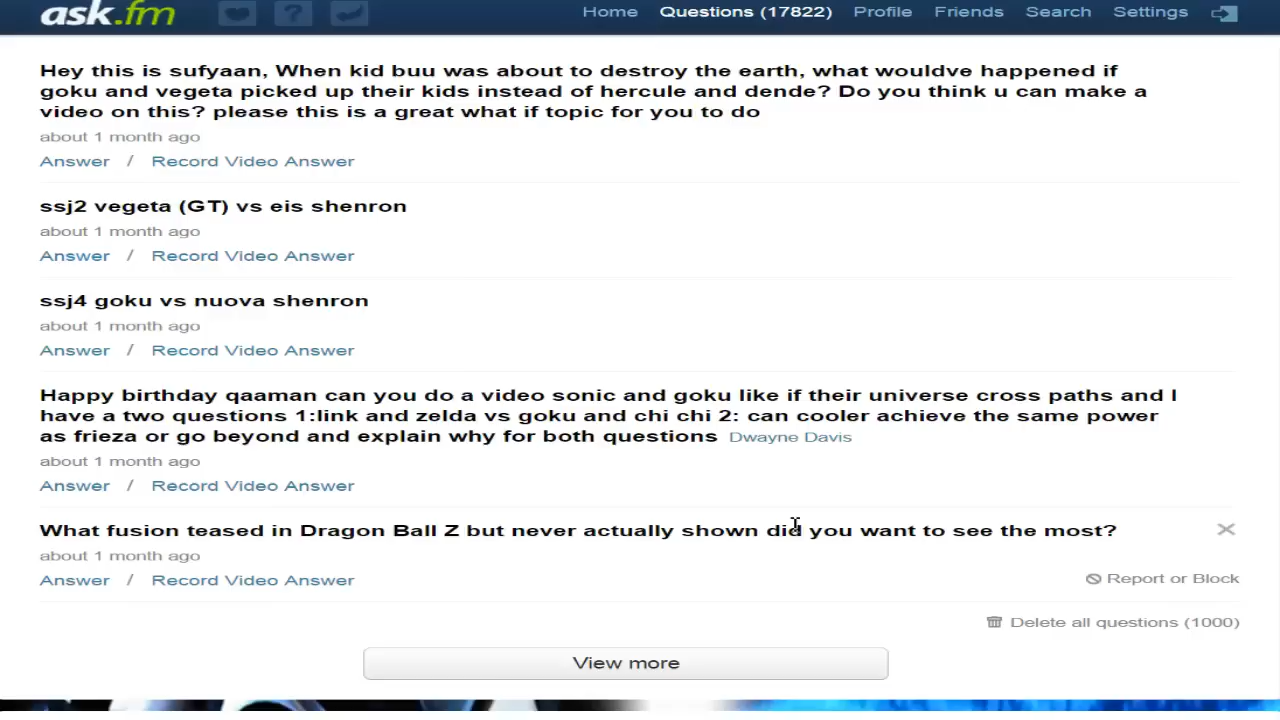 ask.fm ? Home Questions (17822) Profile Friends Search Settings
Hey this is sufyaan, When kid buu was about to destroy the earth, what wouldve happened if
goku and vegeta picked up their kids instead of hercule and dende? Do you think u can make a
video on this? please this is a great what if topic for you to do
about 1 month ago
Answer / Record Video Answer
ssj2 vegeta (GT) vs eis shenron
about 1 month ago
Answer / Record Video Answer
ssj4 goku vs nuova shenron
about 1 month ago
Answer / Record Video Answer
Happy birthday qaaman can you do a video sonic and goku like if their universe cross paths and I
have a two questions 1:link and zelda vs goku and chi chi 2: can cooler achieve the same power
as frieza or go beyond and explain why for both questions Dwayne Davis
about 1 month ago
Answer / Record Video Answer
What fusion teased in Dragon Ball Z but never actually shown did you want to see the most?
about 1 month ago
Answer / Record Video Answer Report or Block
Delete all questions (1000)
View more